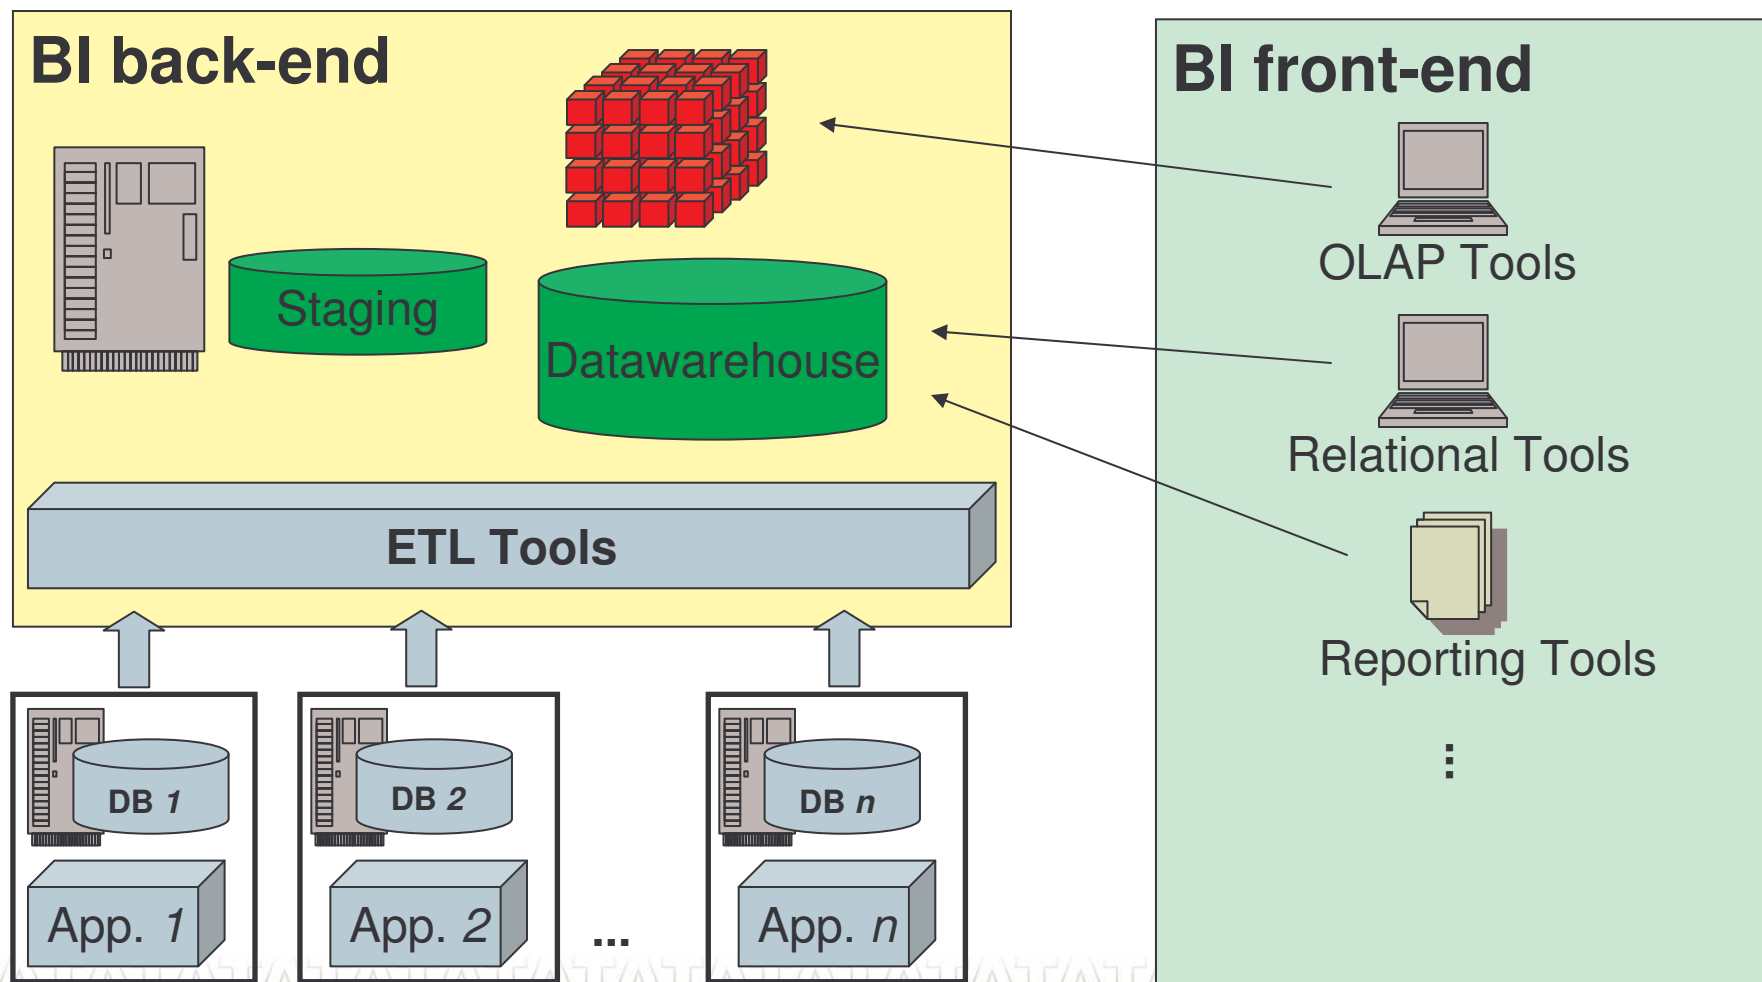 BI back-end
BI front-end
OLAP Tools
Staging
Datawarehouse
Relational Tools
ETL Tools
Reporting Tools
⋮
DB 1
DB 2
DB n
App. 1
App. 2
...
App. n